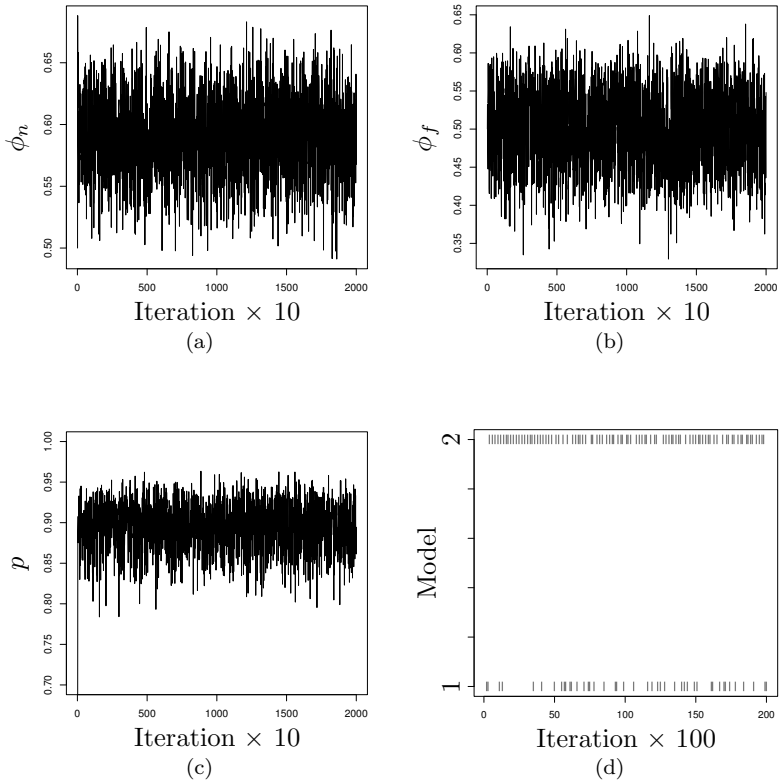 0.65
0.60
0.55
0.50
ϕn
0 500 1000 1500 2000
Iteration × 10
(a)
0.65
0.60
0.55
0.50
0.45
0.40
0.35
ϕf
0 500 1000 1500 2000
Iteration × 10
(b)
1.00
0.95
0.90
0.85
0.80
0.75
0.70
p
0 500 1000 1500 2000
Iteration × 10
(c)
2
Model
1
0 50 100 150 200
Iteration × 100
(d)